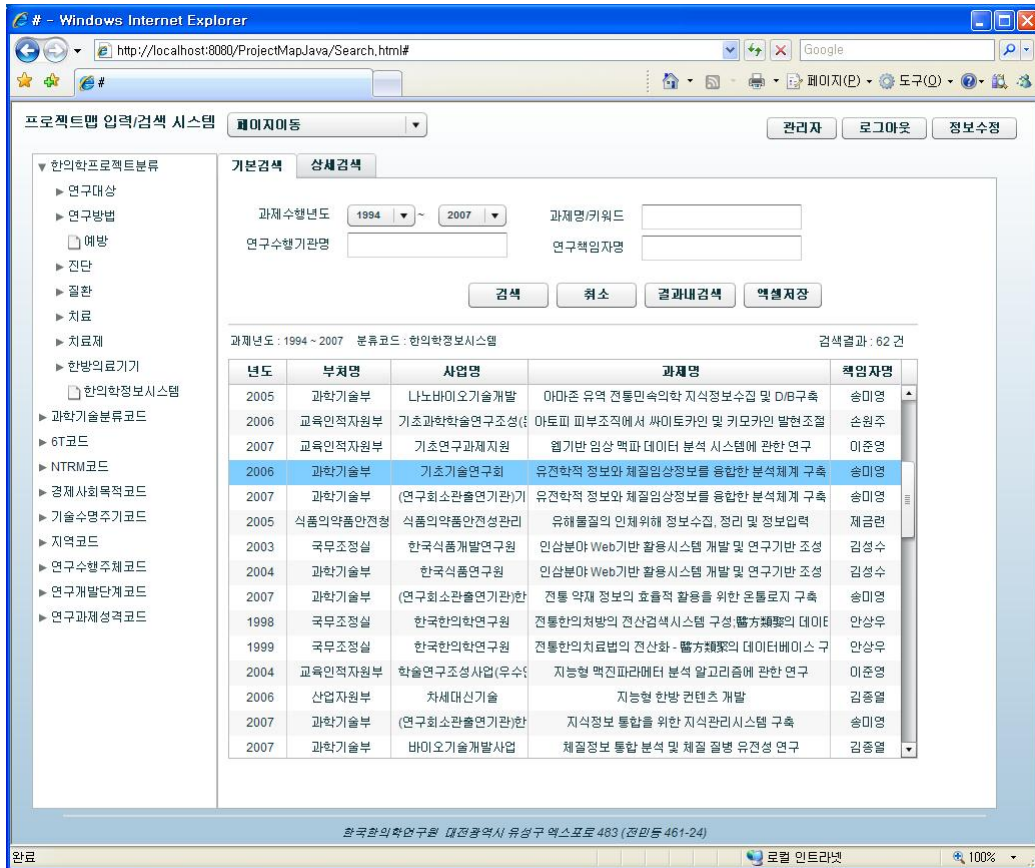 # - Windows Internet Explorer
http://localhost:8080/ProjectMapJava/Search.html#
Google
#
페이지(P) 도구(O)
프로젝트맵 입력/검색 시스템 페이지이동 관리자 로그아웃 정보수정
한의학프로젝트분류
연구대상
연구방법
예방
진단
질환
치료
치료제
한방의료기기
한의학정보시스템
과학기술분류코드
6T코드
NTRM코드
경제사회목적코드
기술수명주기코드
지역코드
연구수행주체코드
연구개발단계코드
연구과제성격코드
기본검색 상세검색
과제수행년도 1994 ~ 2007 과제명/키워드
연구수행기관명 연구책임자명
검색 취소 결과내검색 엑셀저장
과제년도 : 1994 ~ 2007 분류코드 : 한의학정보시스템 검색결과 : 62 건
년도 부처명 사업명 과제명 책임자명
2005 과학기술부 나노바이오기술개발 아마존 유역 전통민속의학 지식정보수집 및 D/B구축 송미영
2006 교육인적자원부 기초과학학술연구조성( 아토피 피부조직에서 싸이토카인 및 키모카인 발현조절 손원주
2007 교육인적자원부 기초연구과제지원 웹기반 임상 맥파 데이터 분석 시스템에 관한 연구 이준영
2006 과학기술부 기초기술연구회 유전학적 정보와 체질임상정보를 융합한 분석체계 구축 송미영
2007 과학기술부 (연구회소관출연기관)기 유전학적 정보와 체질임상정보를 융합한 분석체계 구축 송미영
2005 식품의약품안전청 식품의약품안전성관리 유해물질의 인체위해 정보수집, 정리 및 정보입력 제금련
2003 국무조정실 한국식품개발연구원 인삼분야 Web기반 활용시스템 개발 및 연구기반 조성 김성수
2004 과학기술부 한국식품연구원 인삼분야 Web기반 활용시스템 개발 및 연구기반 조성 김성수
2007 과학기술부 (연구회소관출연기관)한 전통 약재 정보의 효율적 활용을 위한 온톨로지 구축 송미영
1998 국무조정실 한국한의학연구원 전통한의처방의 전산검색시스템 구성;醫方類聚의 데이 안상우
1999 국무조정실 한국한의학연구원 전통한의치료법의 전산화 - 醫方類聚의 데이터베이스 구 안상우
2004 교육인적자원부 학술연구조성사업(우수 지능형 맥진파라메터 분석 알고리즘에 관한 연구 이준영
2006 산업자원부 차세대신기술 지능형 한방 컨텐츠 개발 김종열
2007 과학기술부 (연구회소관출연기관)한 지식정보 통합을 위한 지식관리시스템 구축 송미영
2007 과학기술부 바이오기술개발사업 체질정보 통합 분석 및 체질 질병 유전성 연구 김종열
한국한의학연구원 대전광역시 유성구 엑스포로 483 (전민동 461-24)
완료 로컬 인트라넷 100%